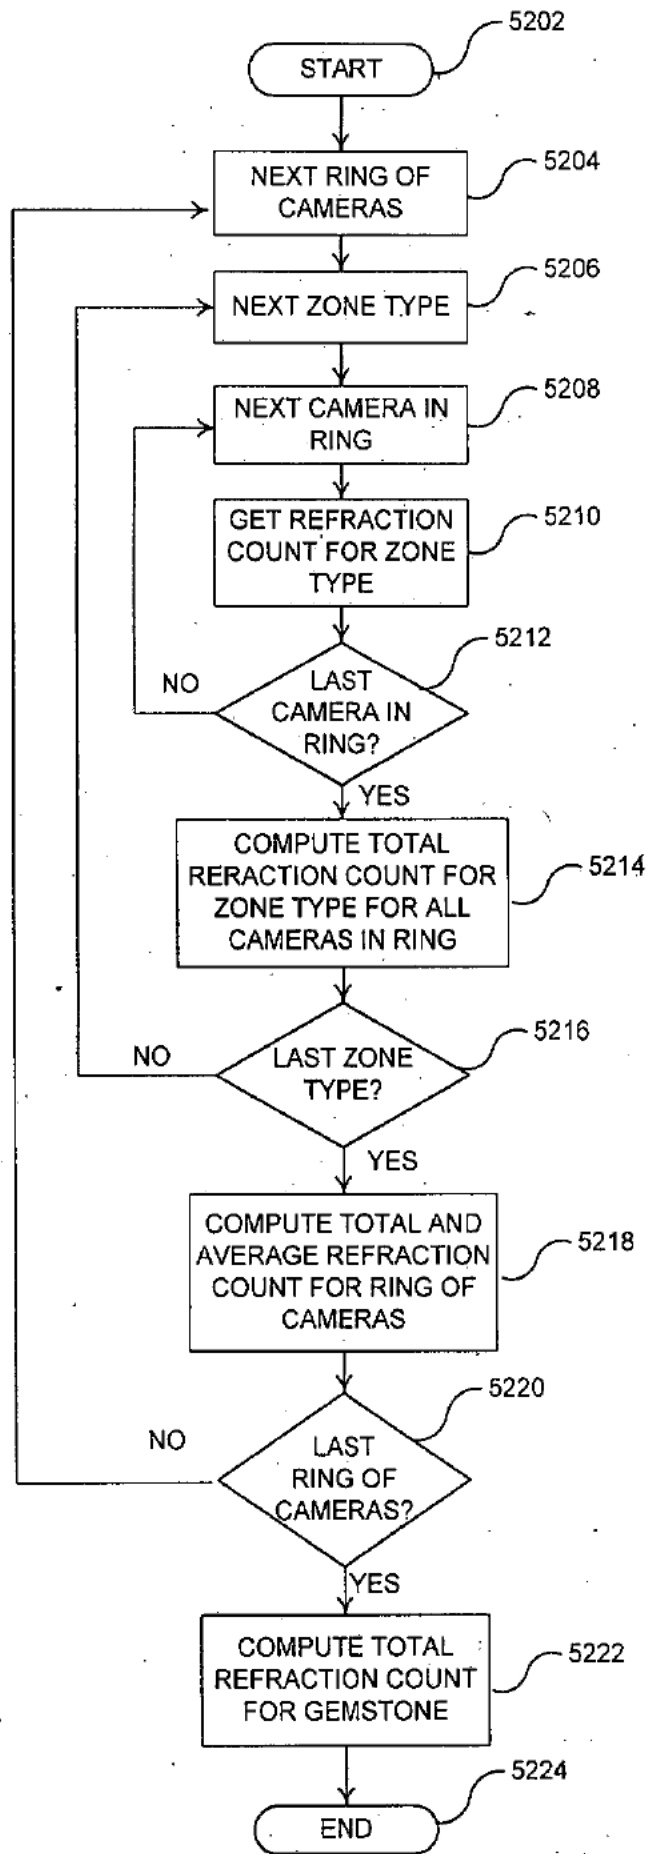 5202
START
5204
NEXT RING OF
CAMERAS
5206
NEXT ZONE TYPE
5208
NEXT CAMERA IN
RING
5210
GET REFRACTION
COUNT FOR ZONE
TYPE
5212
LAST
CAMERA IN
RING?
NO
YES
5214
COMPUTE TOTAL
RERACTION COUNT FOR
ZONE TYPE FOR ALL
CAMERAS IN RING
5216
LAST ZONE
TYPE?
NO
YES
5218
COMPUTE TOTAL AND
AVERAGE REFRACTION
COUNT FOR RING OF
CAMERAS
5220
LAST
RING OF
CAMERAS?
NO
YES
5222
COMPUTE TOTAL
REFRACTION COUNT
FOR GEMSTONE
5224
END